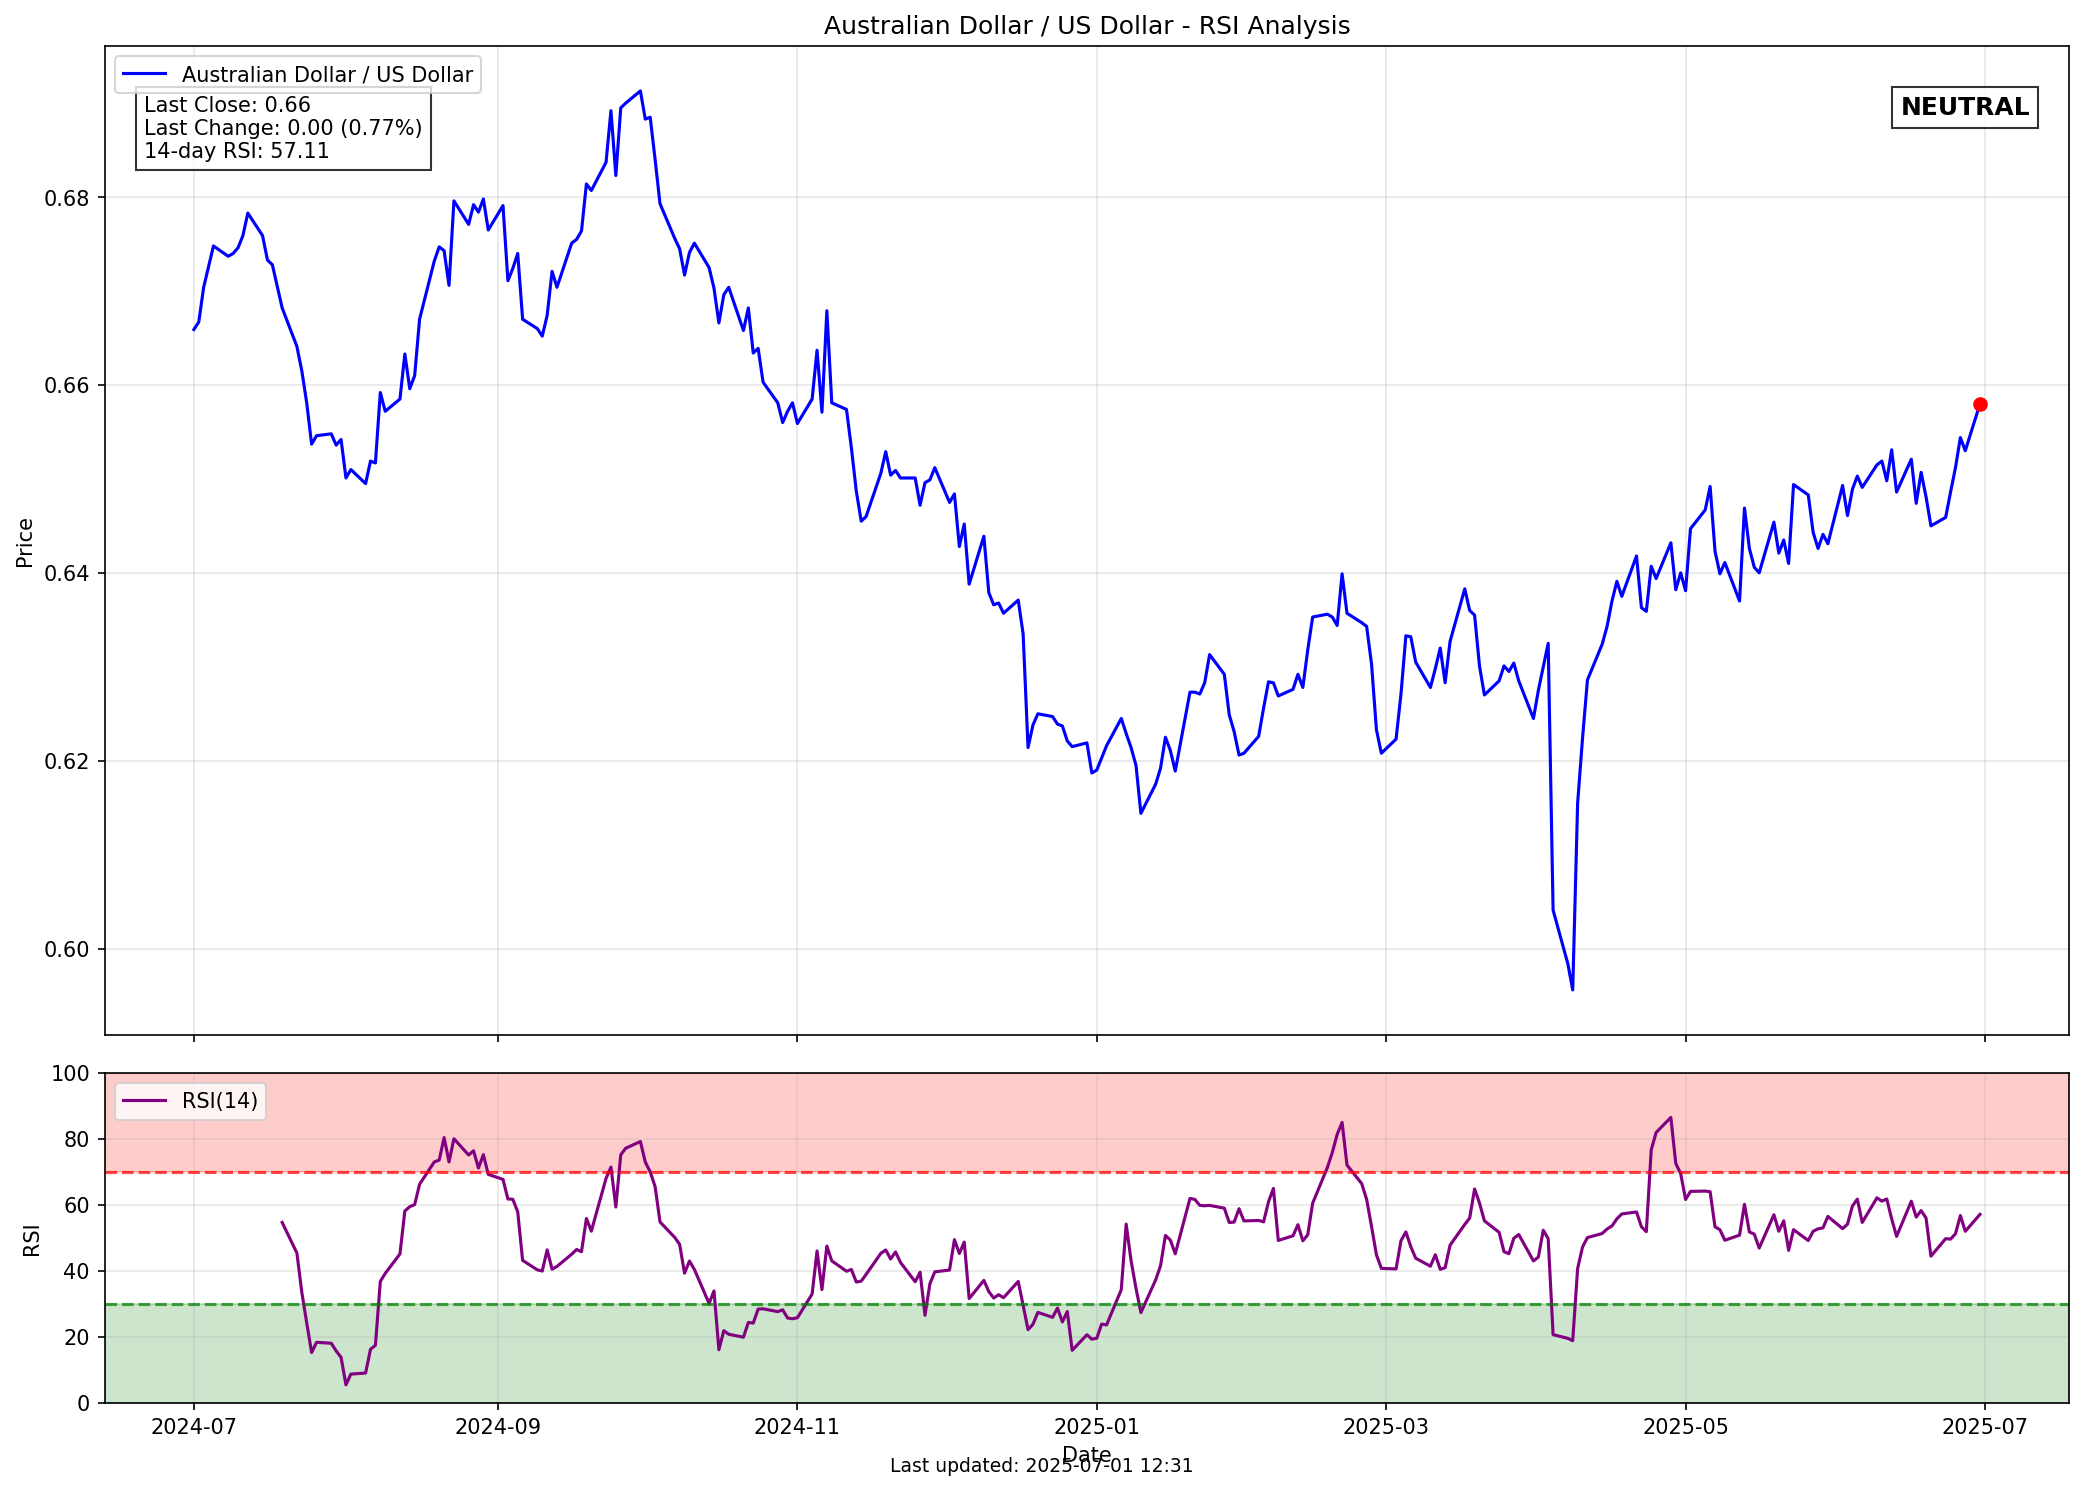 Australian Dollar / US Dollar - RSI Analysis
Australian Dollar / US Dollar
Last Close: 0.66
Last Change: 0.00 (0.77%)
14-day RSI: 57.11
NEUTRAL
0.68
0.66
0.64
0.62
0.60
Price
RSI(14)
100
80
60
40
20
0
RSI
2024-07
2024-09
2024-11
2025-01
2025-03
2025-05
2025-07
Date
Last updated: 2025-07-01 12:31